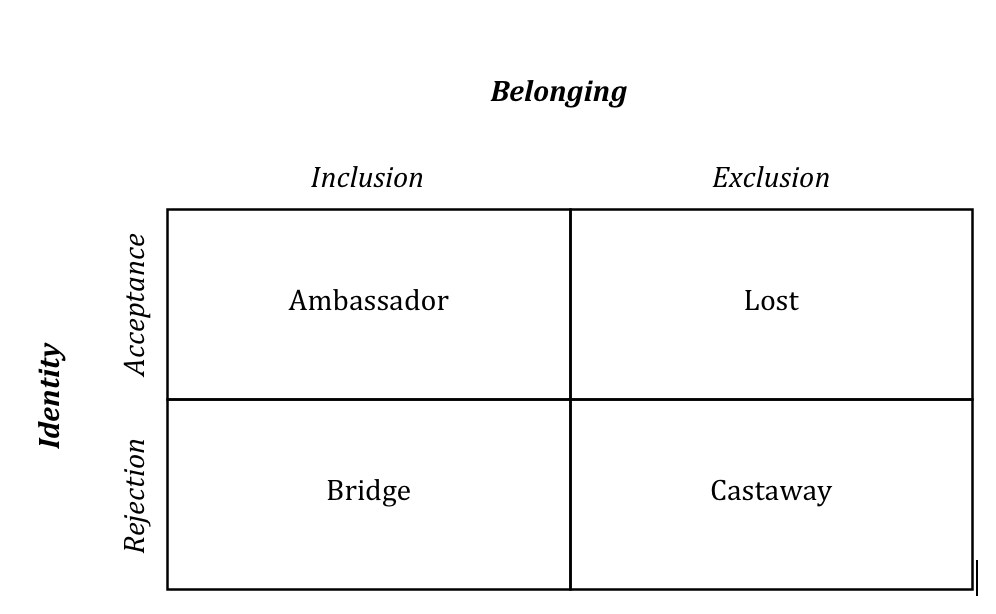 Belonging
Inclusion Exclusion
Identity
Acceptance
Ambassador Lost
Rejection
Bridge Castaway